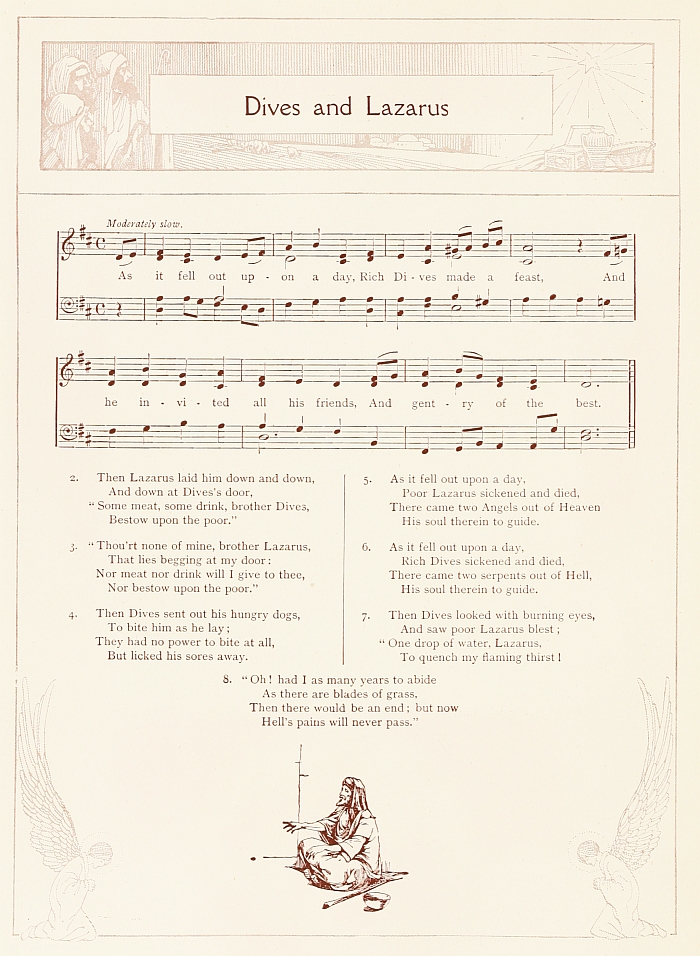 Dives and Lazarus
Moderately slow.
As it fell out up - on a day, Rich Di - ves made a feast, And
he in - vi - ted all his friends, And gent - ry of the best.
2. Then Lazarus laid him down and down,
And down at Dives's door,
"Some meat, some drink, brother Dives,
Bestow upon the poor."
3. "Thou'rt none of mine, brother Lazarus,
That lies begging at my door:
Nor meat nor drink will I give to thee,
Nor bestow upon the poor."
4. Then Dives sent out his hungry dogs,
To bite him as he lay;
They had no power to bite at all,
But licked his sores away.
5. As it fell out upon a day,
Poor Lazarus sickened and died,
There came two Angels out of Heaven
His soul therein to guide.
6. As it fell out upon a day,
Rich Dives sickened and died,
There came two serpents out of Hell,
His soul therein to guide.
7. Then Dives looked with burning eyes,
And saw poor Lazarus blest;
"One drop of water, Lazarus,
To quench my flaming thirst!
8. "Oh! had I as many years to abide
As there are blades of grass,
Then there would be an end; but now
Hell's pains will never pass."